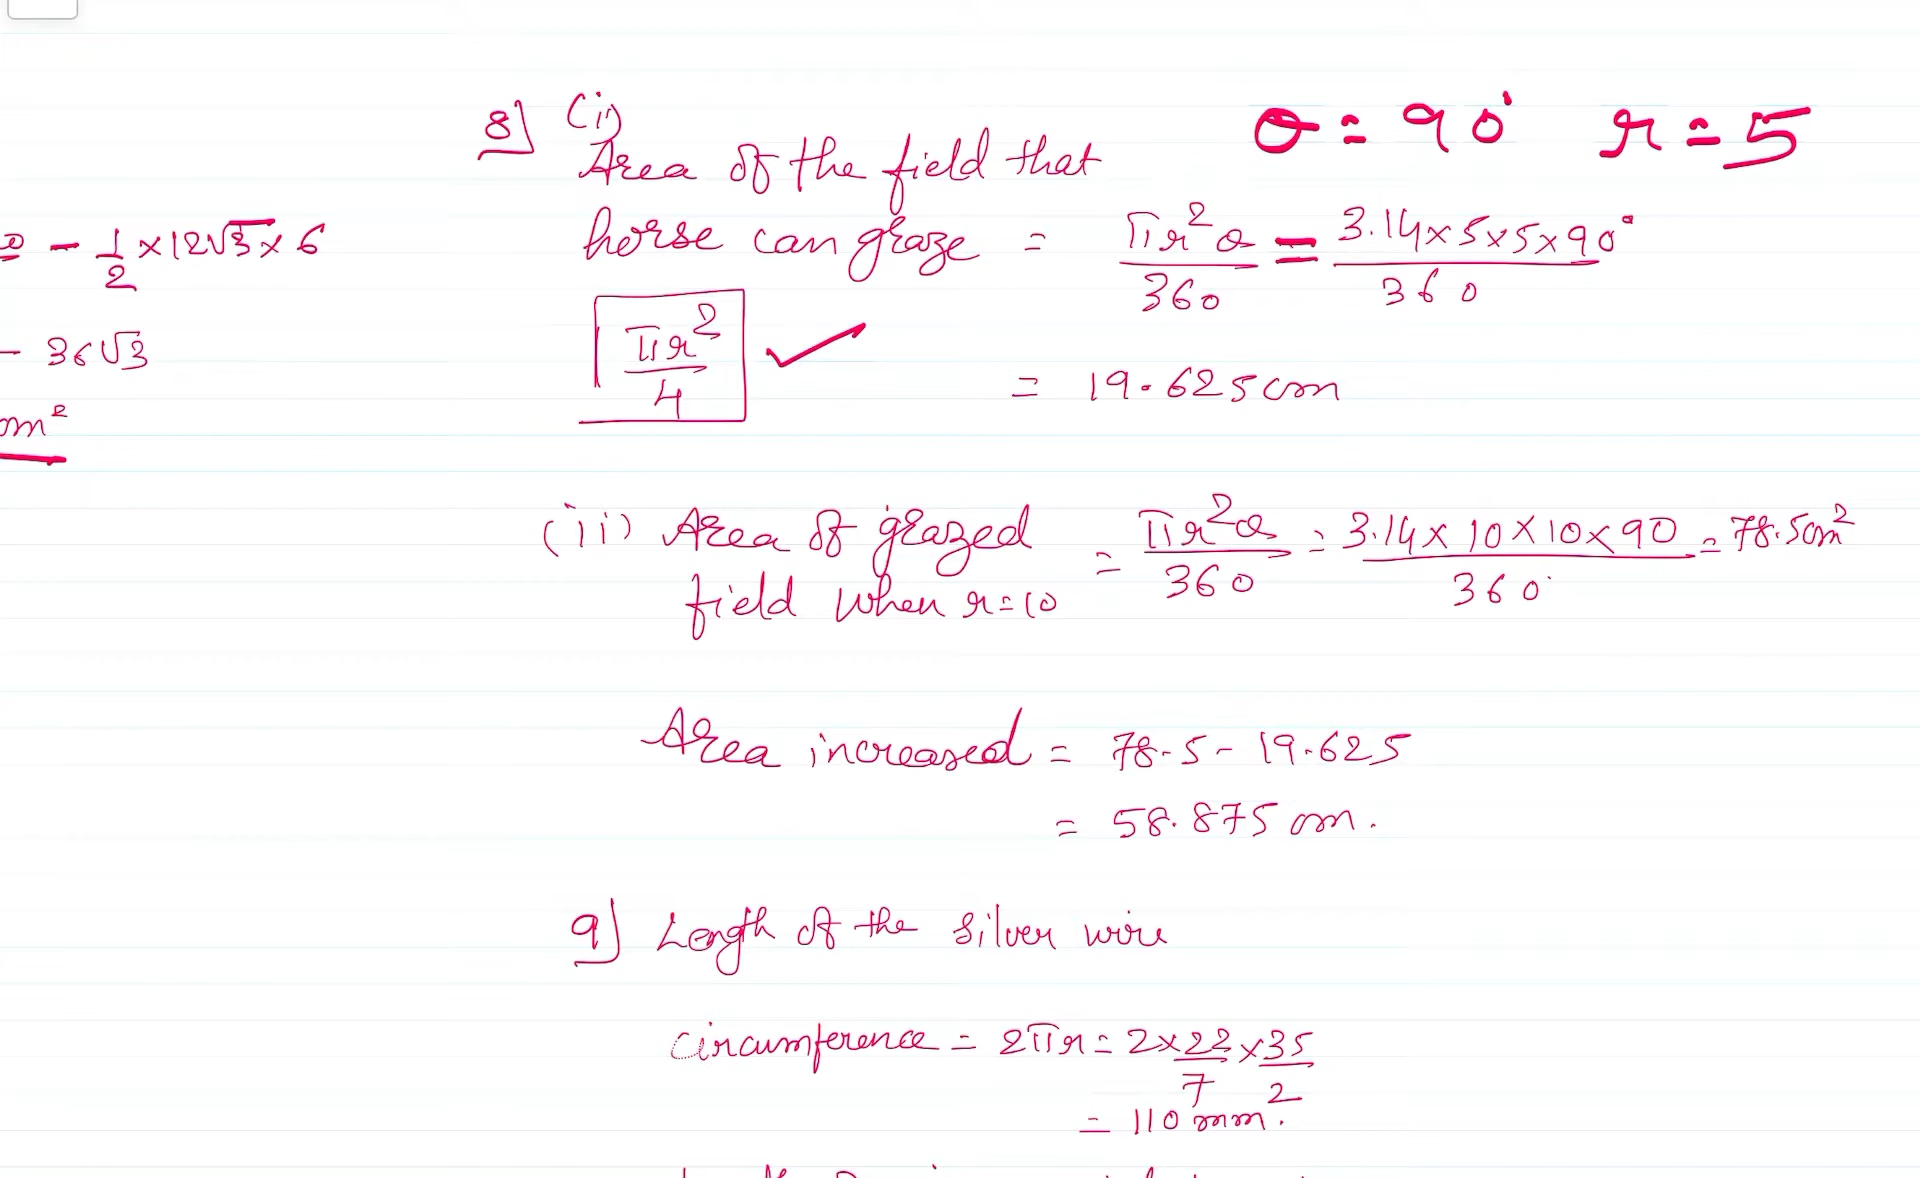 - 1/2 ×12√3×6
- 36√3
8] (i)
θ = 90° r = 5
Area of the field that
horse can graze = πr²θ/360 = 3.14×5×5×90°/360
πr²/4 ✓
= 19.625cm
(ii) Area of grazed
field when r=10 = πr²θ/360 = 3.14×10×10×90/360 = 78.5cm²
Area increased = 78.5 - 19.625
= 58.875 cm.
9] Length of the silver wire
circumference = 2πr = 2×22/7×35/2
= 110 mm.